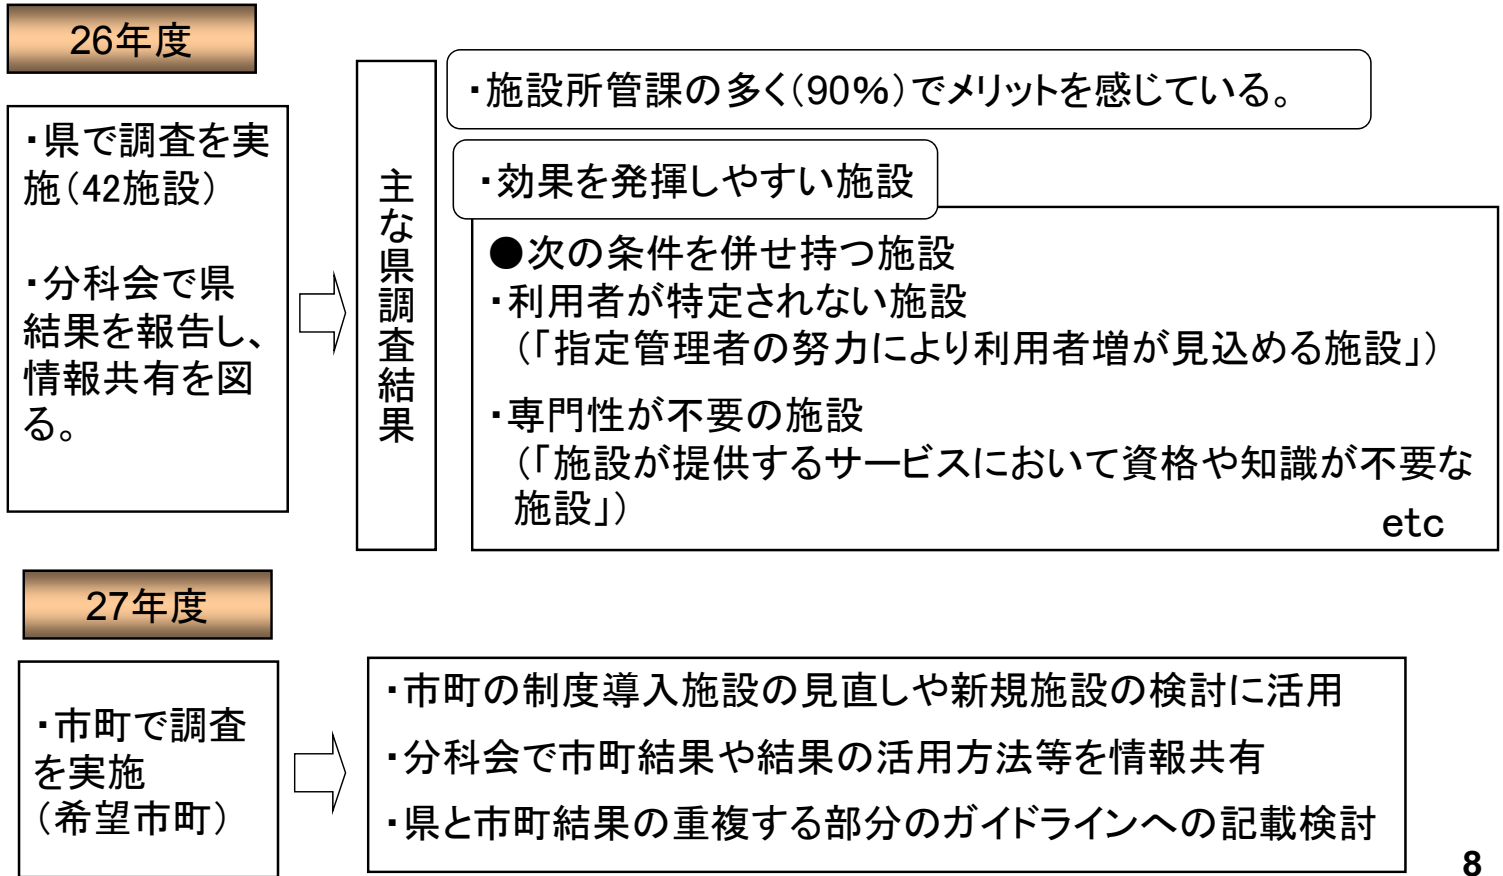 26年度
・県で調査を実
施(42施設)
・分科会で県
結果を報告し、
情報共有を図
る。
主な県調査結果
・施設所管課の多く(90%)でメリットを感じている。
・効果を発揮しやすい施設
●次の条件を併せ持つ施設
・利用者が特定されない施設
(「指定管理者の努力により利用者増が見込める施設」)
・専門性が不要の施設
(「施設が提供するサービスにおいて資格や知識が不要な
施設」)
etc
27年度
・市町で調査
を実施
(希望市町)
・市町の制度導入施設の見直しや新規施設の検討に活用
・分科会で市町結果や結果の活用方法等を情報共有
・県と市町結果の重複する部分のガイドラインへの記載検討
8